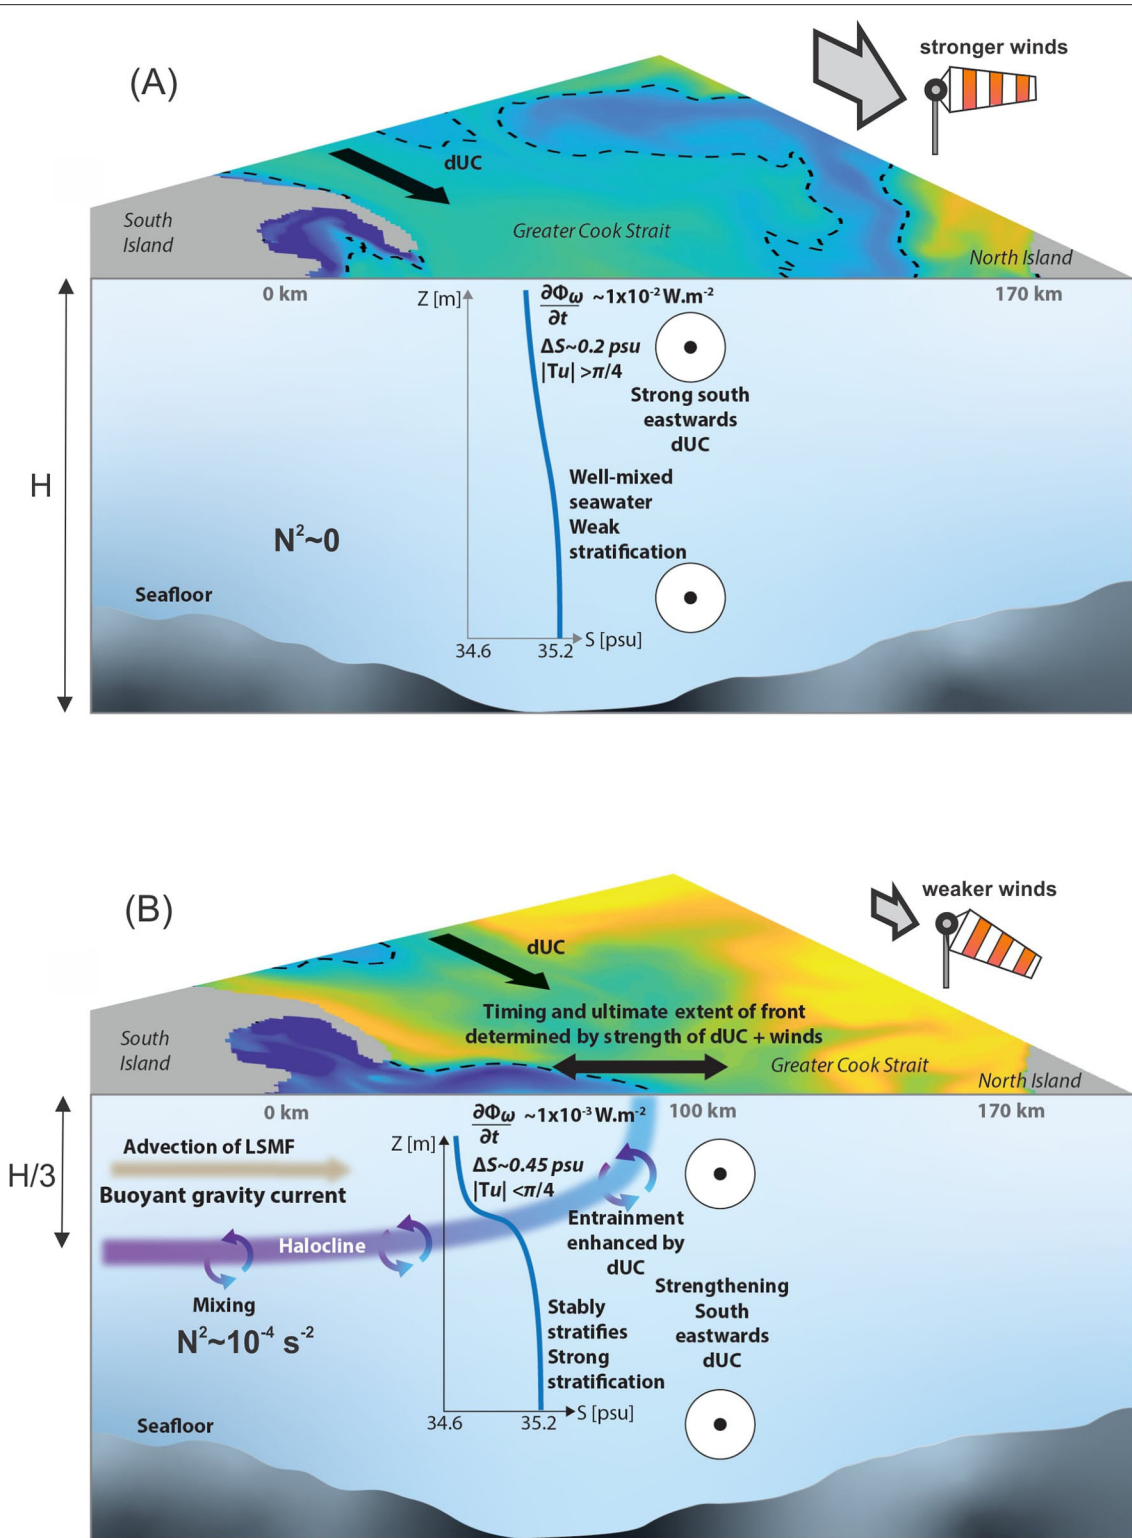 (A)
stronger winds
dUC
South
Island
Greater Cook Strait
North Island
0 km
170 km
H
Z [m]
∂Φω/∂t ~1x10⁻² W.m⁻²
ΔS~0.2 psu
|Tu| >π/4
Strong south
eastwards
dUC
Well-mixed
seawater
Weak
stratification
N²~0
Seafloor
34.6
35.2
S [psu]
(B)
weaker winds
dUC
Timing and ultimate extent of front
determined by strength of dUC + winds
South
Island
Greater Cook Strait
North Island
0 km
100 km
170 km
H/3
Z [m]
∂Φω/∂t ~1x10⁻³ W.m⁻²
ΔS~0.45 psu
|Tu| <π/4
Advection of LSMF
Buoyant gravity current
Halocline
Entrainment
enhanced by
dUC
Mixing
N²~10⁻⁴ s⁻²
Strengthening
South
eastwards
dUC
Stably
stratifies
Strong
stratification
Seafloor
34.6
35.2
S [psu]